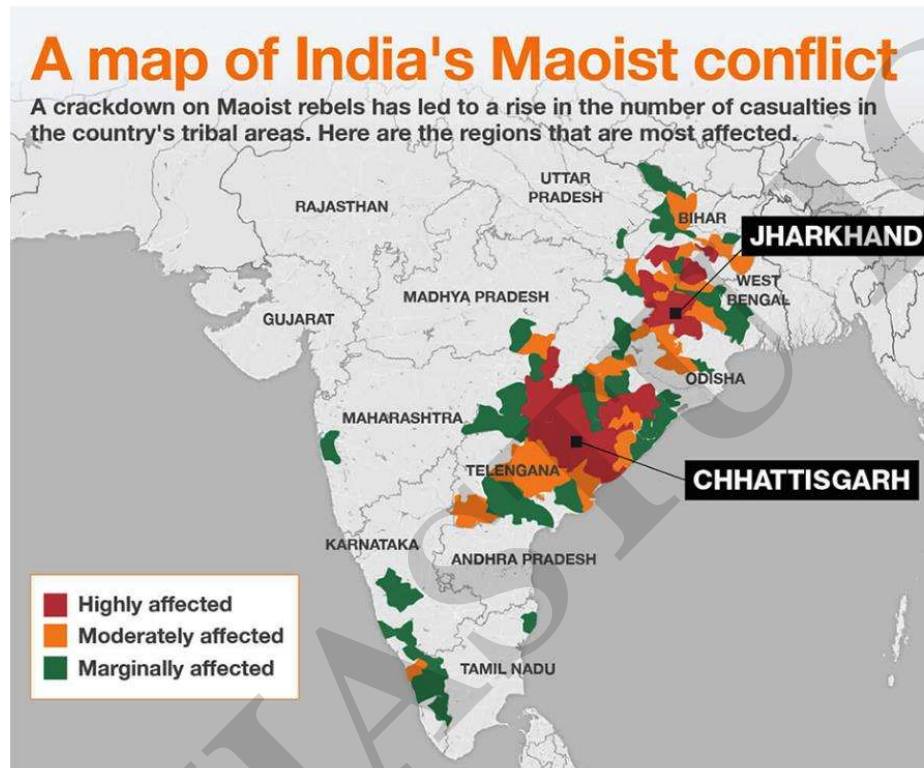 A map of India's Maoist conflict
A crackdown on Maoist rebels has led to a rise in the number of casualties in
the country's tribal areas. Here are the regions that are most affected.
UTTAR
PRADESH
RAJASTHAN
BIHAR
JHARKHAND
WEST
BENGAL
MADHYA PRADESH
GUJARAT
ODISHA
MAHARASHTRA
TELENGANA
CHHATTISGARH
KARNATAKA
ANDHRA PRADESH
Highly affected
Moderately affected
Marginally affected
TAMIL NADU